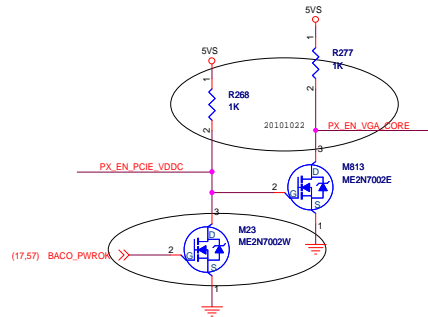 5VS
1
R277
1K
2
5VS
1
R268
1K
2
20101022
PX_EN_VGA_CORE
3
PX_EN_PCIE_VDDC
D
M813
ME2N7002E
2
G
S
1
3
D
M23
ME2N7002W
(17,57) BACO_PWROK
2
G
S
1